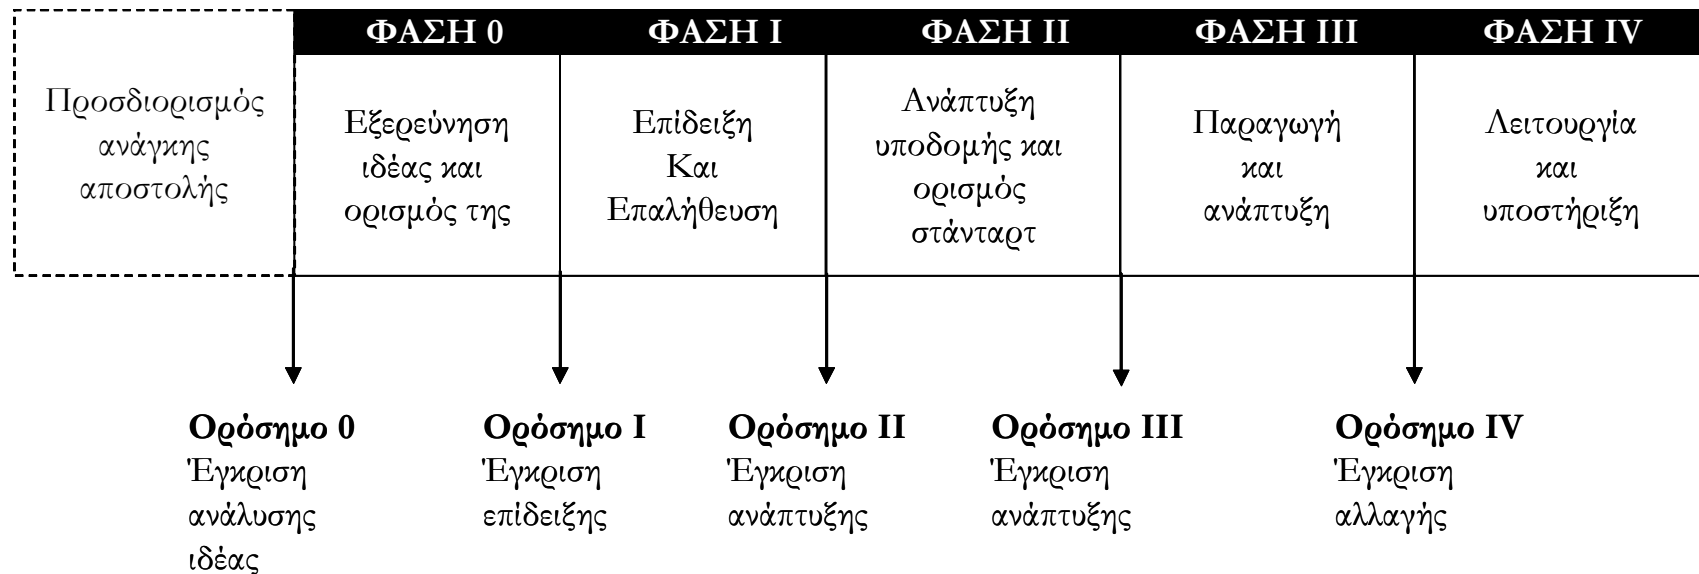 ΦΑΣΗ 0
ΦΑΣΗ I
ΦΑΣΗ II
ΦΑΣΗ III
ΦΑΣΗ IV
Προσδιορισμός
ανάγκης
αποστολής
Εξερεύνηση
ιδέας και
ορισμός της
Επίδειξη
Και
Επαλήθευση
Ανάπτυξη
υποδομής και
ορισμός
στάνταρτ
Παραγωγή
και
ανάπτυξη
Λειτουργία
και
υποστήριξη
Ορόσημο 0
Έγκριση
ανάλυσης
ιδέας
Ορόσημο I
Έγκριση
επίδειξης
Ορόσημο II
Έγκριση
ανάπτυξης
Ορόσημο III
Έγκριση
ανάπτυξης
Ορόσημο IV
Έγκριση
αλλαγής